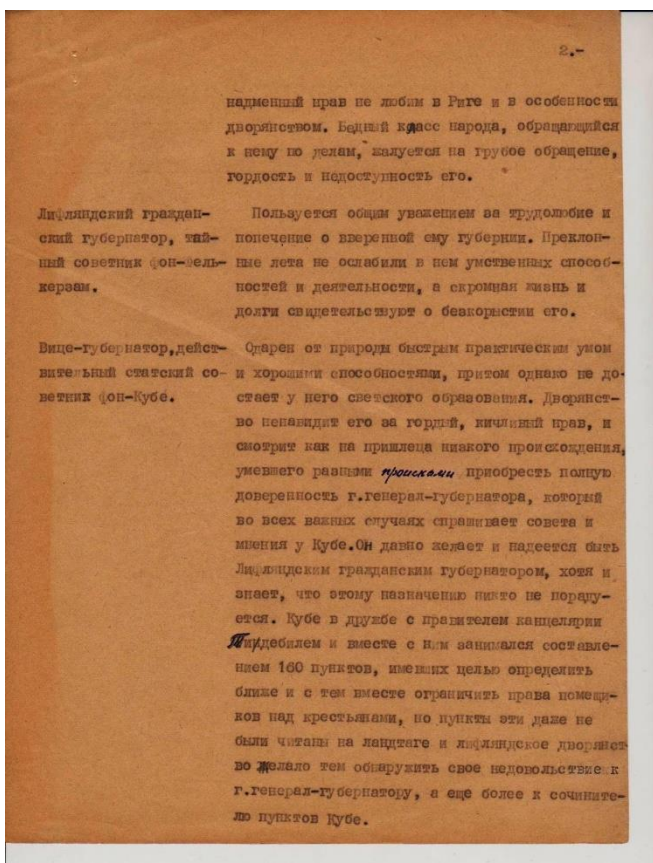 2.-
надменный нрав не любим в Риге и в особенности
дворянством. Бедный класс народа, обращающийся
к нему по делам, жалуется на грубое обращение,
гордость и недоступность его.
Лифляндский граждан-
ский губернатор, тай-
ный советник фон-Фель-
керзам.
Пользуется общим уважением за трудолюбие и
попечение о вверенной ему губернии. Преклон-
ные лета не ослабили в нем умственных способ-
ностей и деятельности, а скромная жизнь и
долги свидетельствуют о безкорыстии его.
Вице-губернатор,дейст-
вительный статский со-
ветник фон-Кубе.
Одарен от природы быстрым практическим умом
и хорошими способностями, притом однако не до-
стает у него светского образования. Дворянст-
во ненавидит его за гордый, кичливый нрав, и
смотрит как на пришлеца низкого происхождения,
умевшего разными происками приобресть полную
доверенность г.генерал-губернатора, который
во всех важных случаях спрашивает совета и
мнения у Кубе.Он давно желает и надеется быть
Лифляндским гражданским губернатором, хотя и
знает, что этому назначению никто не пораду-
ется. Кубе в дружбе с правителем канцелярии
и вместе с ним занимался составле-
нием 160 пунктов, имевших целью определить
ближе и с тем вместе ограничить права помещи-
ков над крестьянами, но пункты эти даже не
были читаны на ландтаге и лифляндское дворянст-
во желало тем обнаружить свое недовольствие к
г.генерал-губернатору, а еще более к сочините-
лю пунктов Кубе.